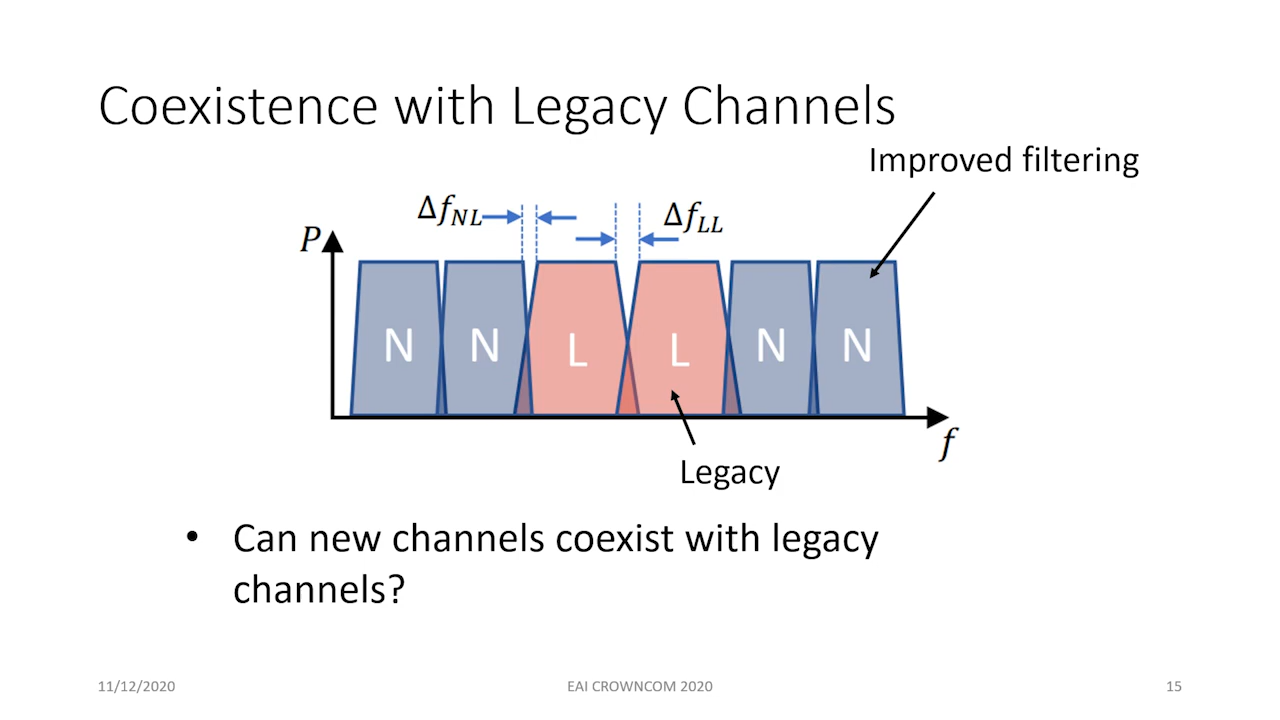 Coexistence with Legacy Channels
Improved filtering
Δf_NL
Δf_LL
P
N
N
L
L
N
N
f
Legacy
• Can new channels coexist with legacy
channels?
11/12/2020
EAI CROWNCOM 2020
15